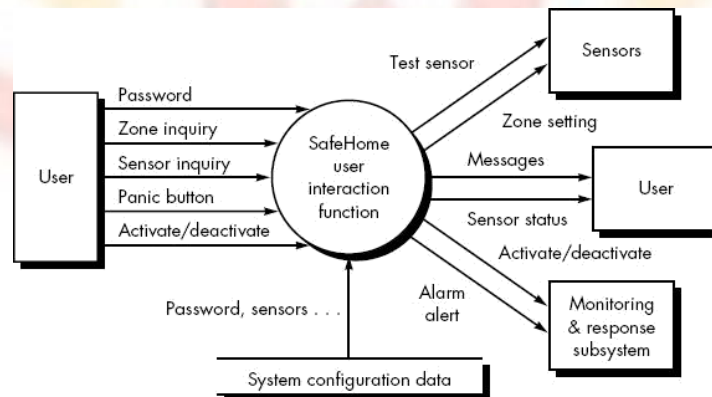 User
Password
Zone inquiry
Sensor inquiry
Panic button
Activate/deactivate
SafeHome
user
interaction
function
Test sensor
Sensors
Zone setting
Messages
User
Sensor status
Activate/deactivate
Alarm
alert
Monitoring
& response
subsystem
Password, sensors . . .
System configuration data